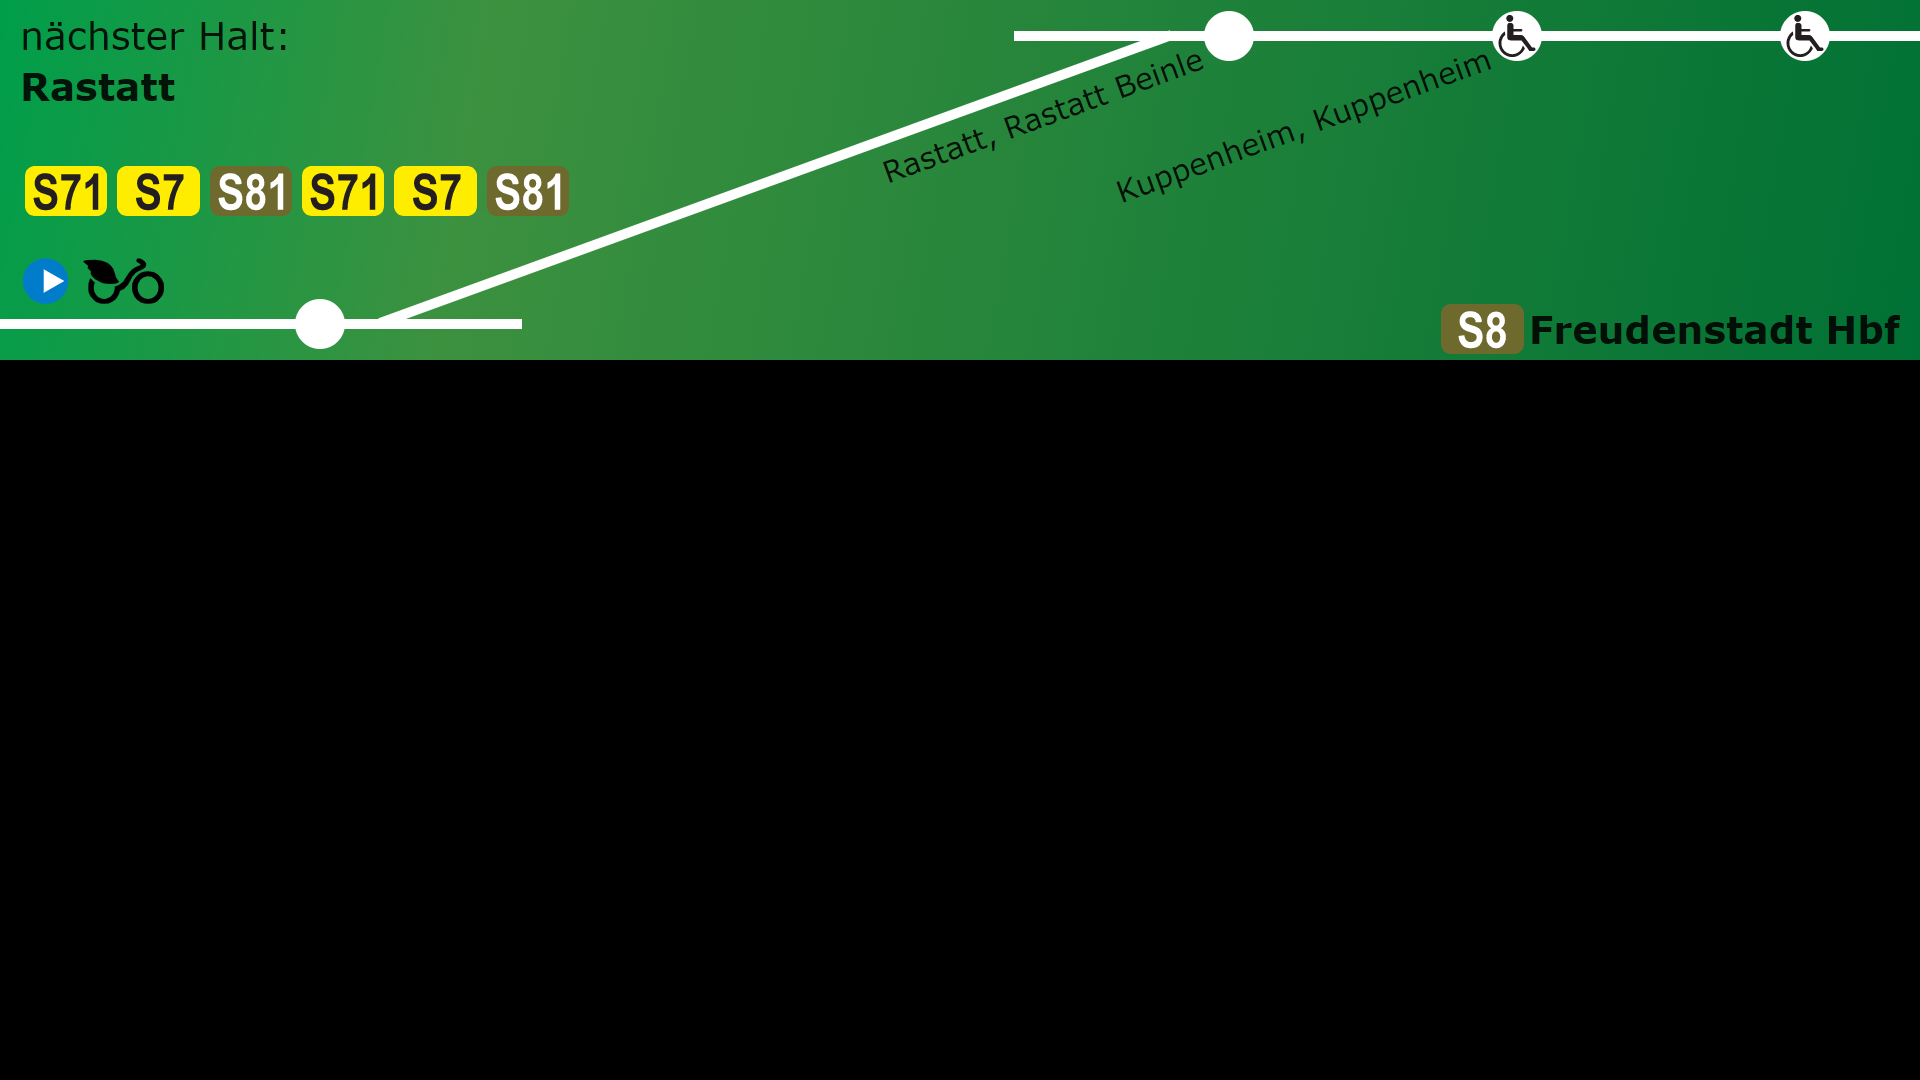 nächster Halt:
Rastatt
S71 S7 S81 S71 S7 S81
Rastatt, Rastatt Beinle
Kuppenheim, Kuppenheim
S8 Freudenstadt Hbf